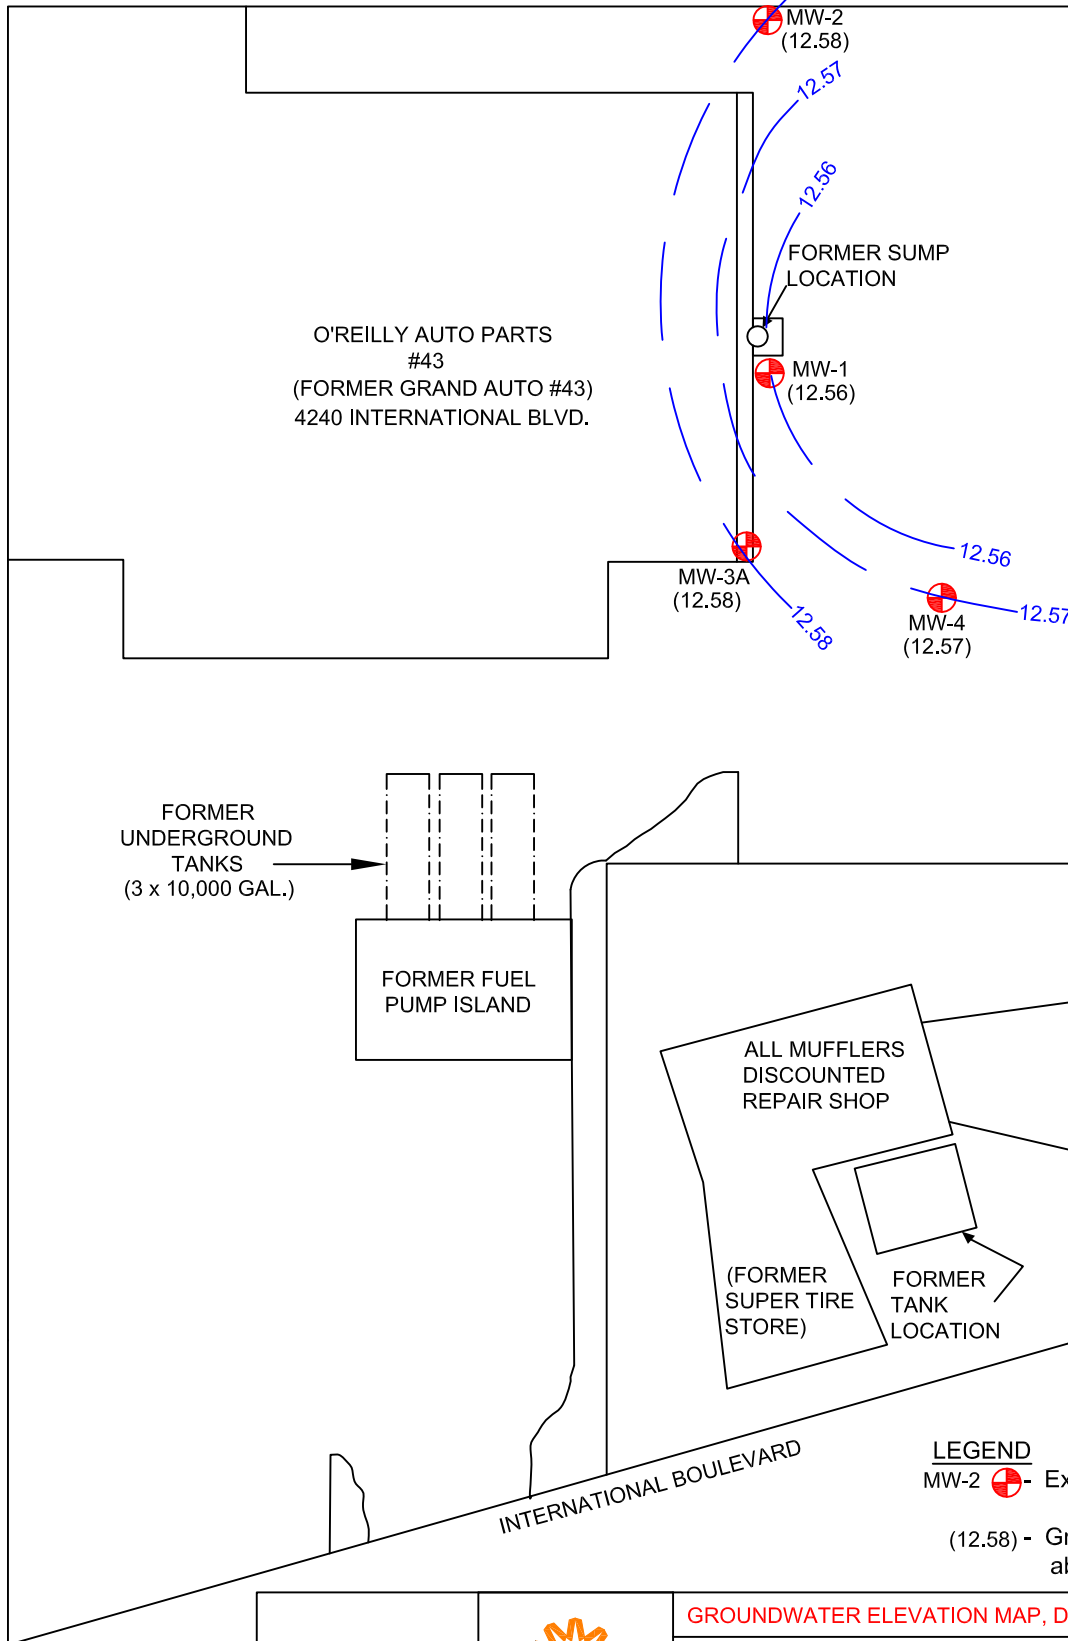 MW-2
(12.58)
12.57
12.56
FORMER SUMP
LOCATION
O'REILLY AUTO PARTS
#43
(FORMER GRAND AUTO #43)
4240 INTERNATIONAL BLVD.
MW-1
(12.56)
12.56
MW-3A
(12.58)
12.58
MW-4
(12.57)
12.57
FORMER
UNDERGROUND
TANKS
(3 x 10,000 GAL.)
FORMER FUEL
PUMP ISLAND
ALL MUFFLERS
DISCOUNTED
REPAIR SHOP
(FORMER
SUPER TIRE
STORE)
FORMER
TANK
LOCATION
INTERNATIONAL BOULEVARD
LEGEND
MW-2 - Ex
(12.58) - Gr
ab
GROUNDWATER ELEVATION MAP, D